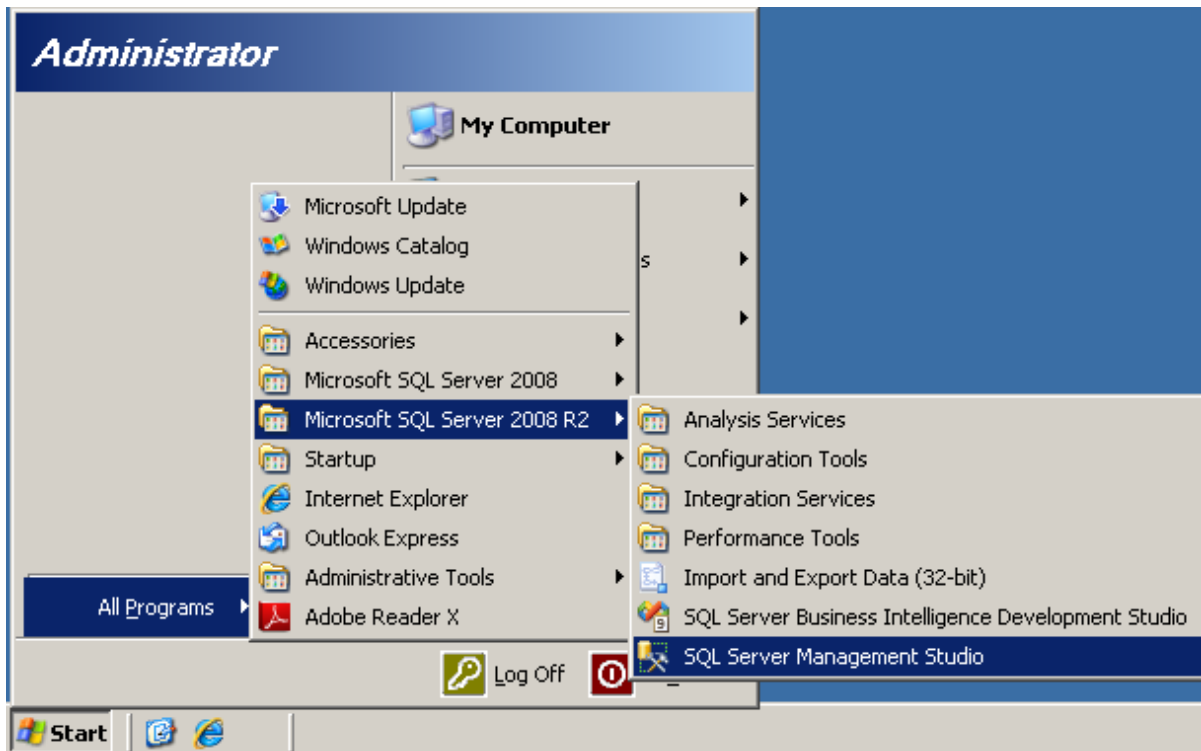 Administrator
My Computer
Microsoft Update
Windows Catalog
s
Windows Update
Accessories
Microsoft SQL Server 2008
Microsoft SQL Server 2008 R2
Analysis Services
Startup
Configuration Tools
Internet Explorer
Integration Services
Outlook Express
Performance Tools
Administrative Tools
Import and Export Data (32-bit)
All Programs
Adobe Reader X
SQL Server Business Intelligence Development Studio
SQL Server Management Studio
Log Off
Start